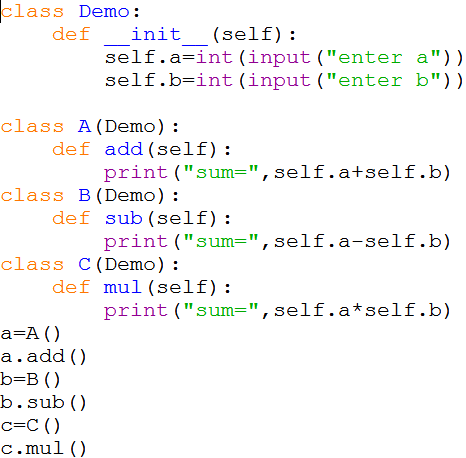 class Demo:
    def __init__(self):
        self.a=int(input("enter a"))
        self.b=int(input("enter b"))

class A(Demo):
    def add(self):
        print("sum=",self.a+self.b)
class B(Demo):
    def sub(self):
        print("sum=",self.a-self.b)
class C(Demo):
    def mul(self):
        print("sum=",self.a*self.b)
a=A()
a.add()
b=B()
b.sub()
c=C()
c.mul()